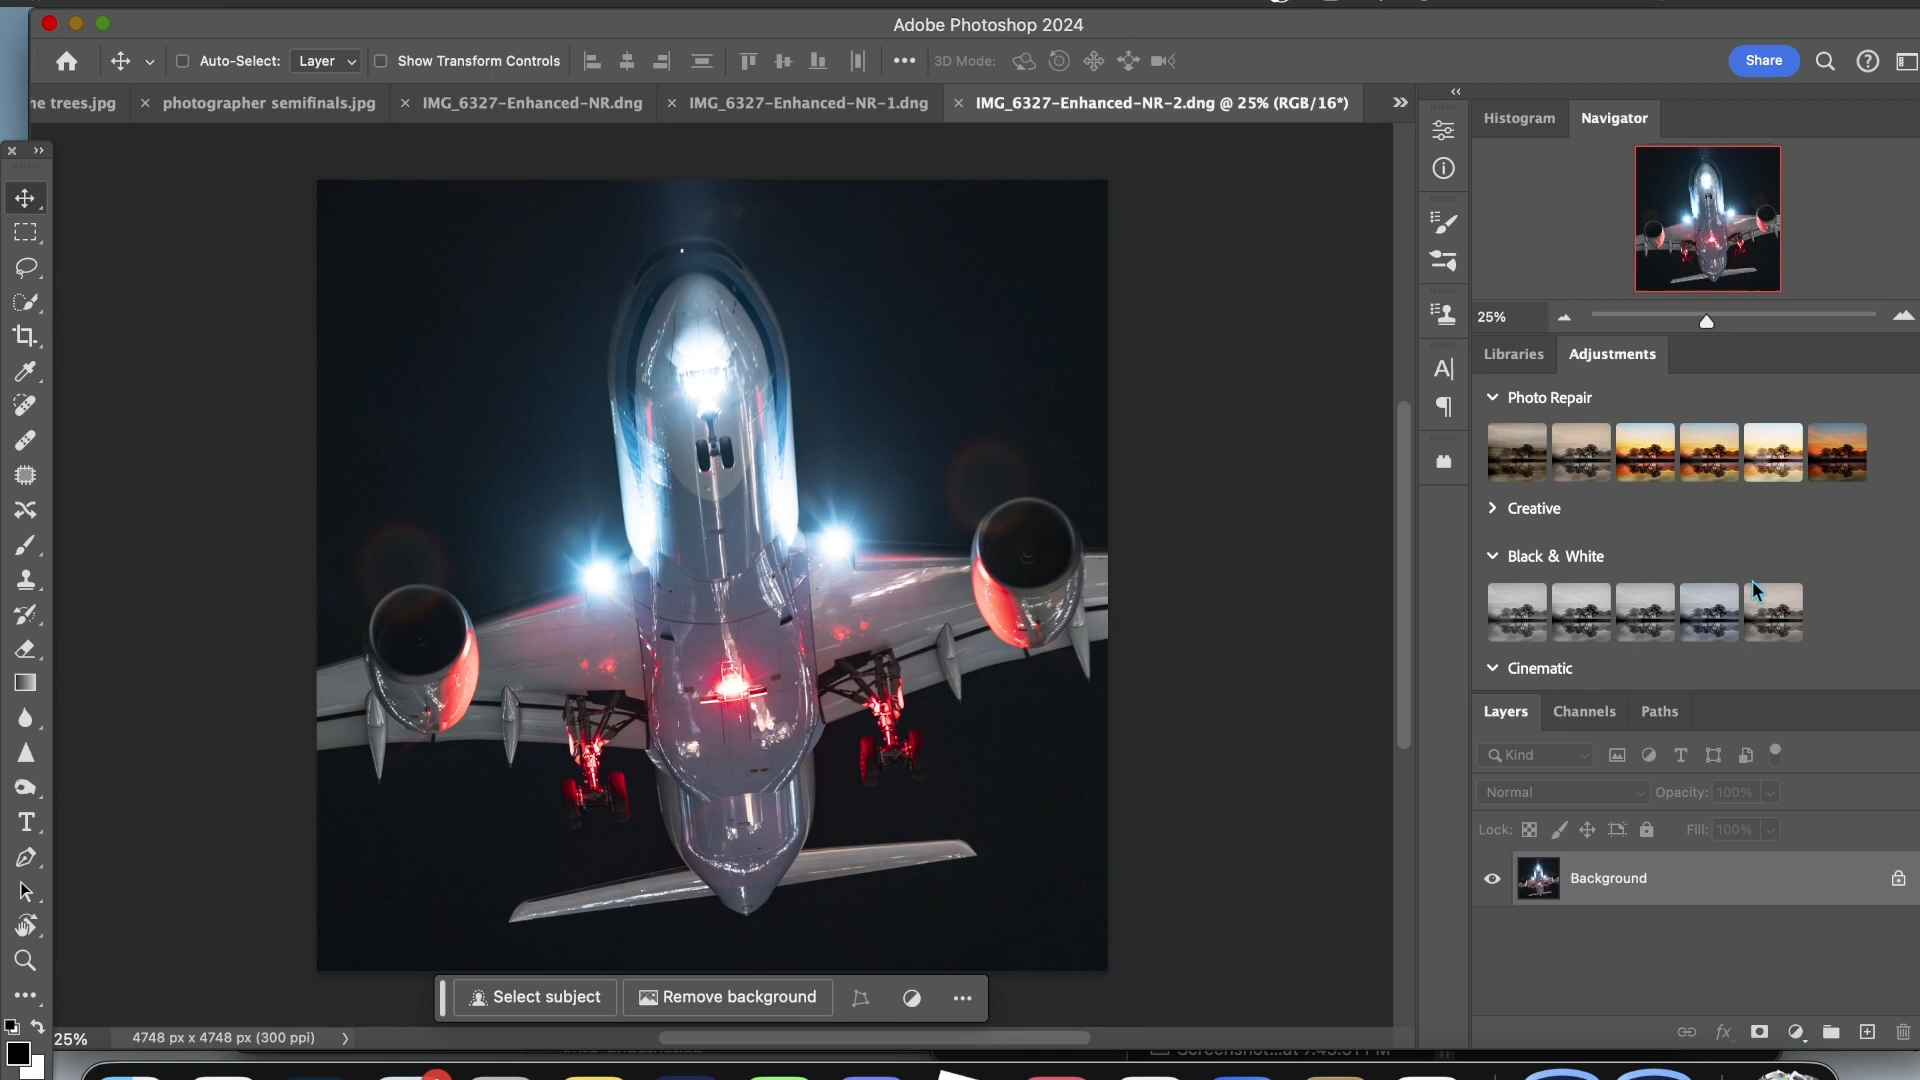 Adobe Photoshop 2024
Auto-Select: Layer Show Transform Controls 3D Mode: Share
he trees.jpg × photographer semifinals.jpg × IMG_6327-Enhanced-NR.dng × IMG_6327-Enhanced-NR-1.dng × IMG_6327-Enhanced-NR-2.dng @ 25% (RGB/16*)
Histogram Navigator
25%
Libraries Adjustments
Photo Repair
Creative
Black & White
Cinematic
Layers Channels Paths
Kind
Normal Opacity: 100%
Lock: Fill: 100%
Background
Select subject Remove background
25% 4748 px x 4748 px (300 ppi)